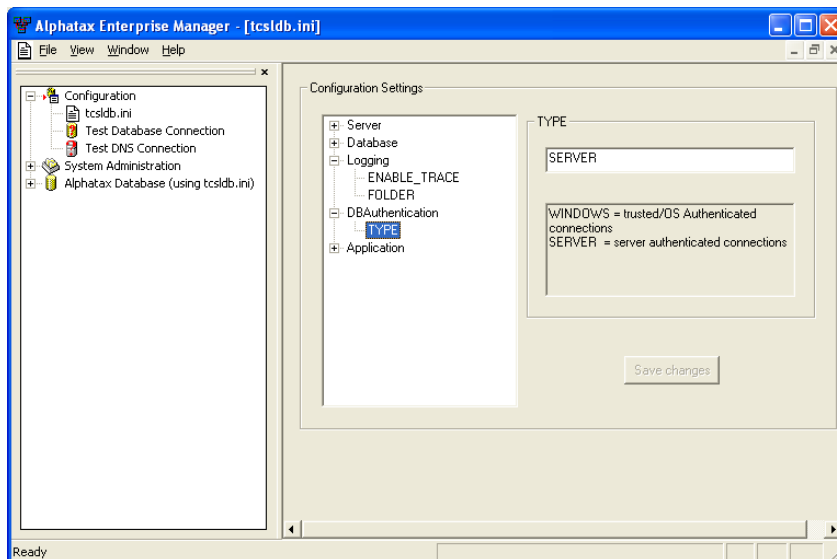 Alphatax Enterprise Manager - [tcsldb.ini]
File View Window Help
Configuration
tcsldb.ini
Test Database Connection
Test DNS Connection
System Administration
Alphatax Database (using tcsldb.ini)
Configuration Settings
Server
Database
Logging
ENABLE_TRACE
FOLDER
DBAuthentication
TYPE
Application
TYPE
SERVER
WINDOWS = trusted/OS Authenticated
connections
SERVER = server authenticated connections
Save changes
Ready